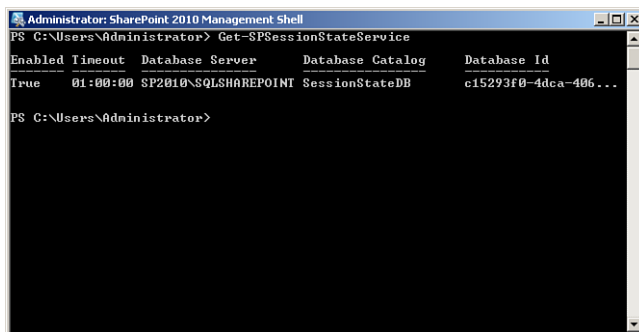 Administrator: SharePoint 2010 Management Shell
PS C:\Users\Administrator> Get-SPSessionStateService
Enabled Timeout Database Server Database Catalog Database Id
------- ------- --------------- ---------------- -----------
True 01:00:00 SP2010\SQLSHAREPOINT SessionStateDB c15293f0-4dca-406...
PS C:\Users\Administrator>